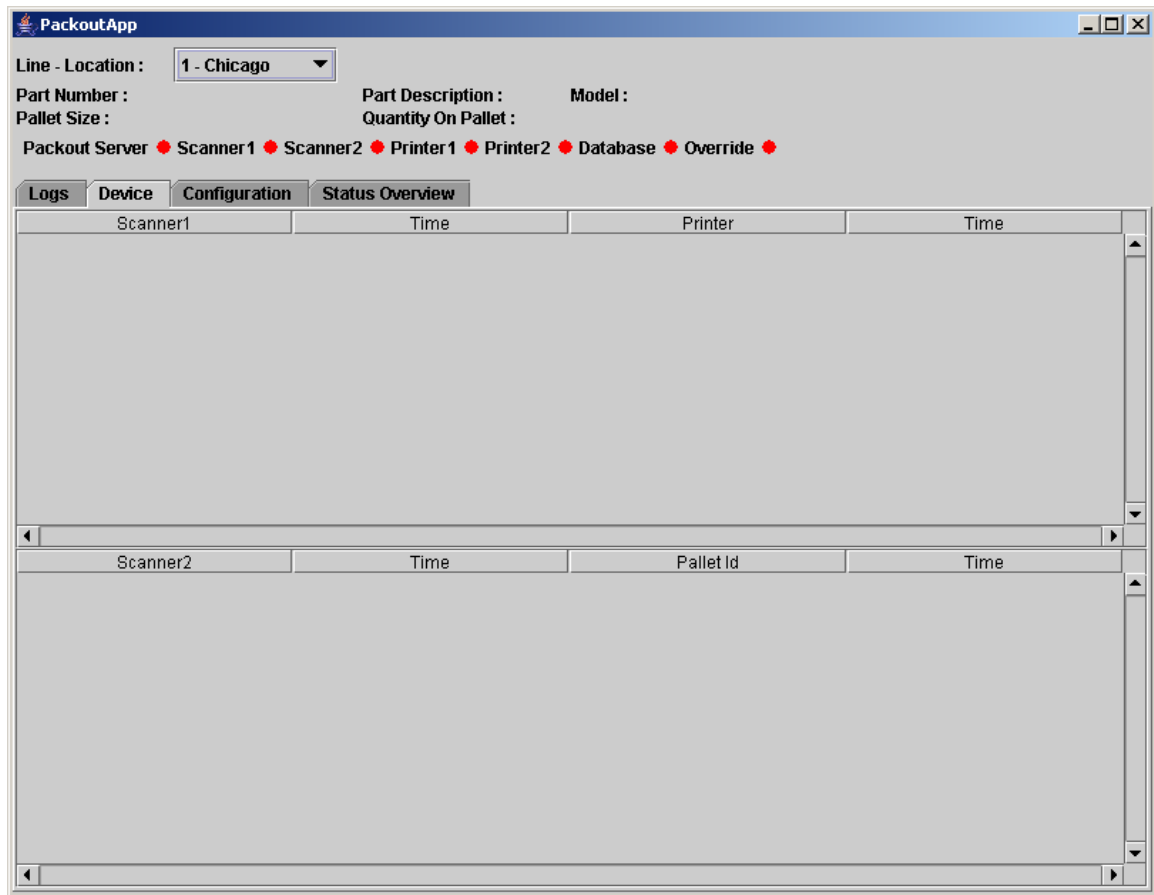 PackoutApp
Line - Location : 1 - Chicago
Part Number : Part Description : Model :
Pallet Size : Quantity On Pallet :
Packout Server Scanner1 Scanner2 Printer1 Printer2 Database Override
Logs Device Configuration Status Overview
Scanner1 Time Printer Time
Scanner2 Time Pallet Id Time